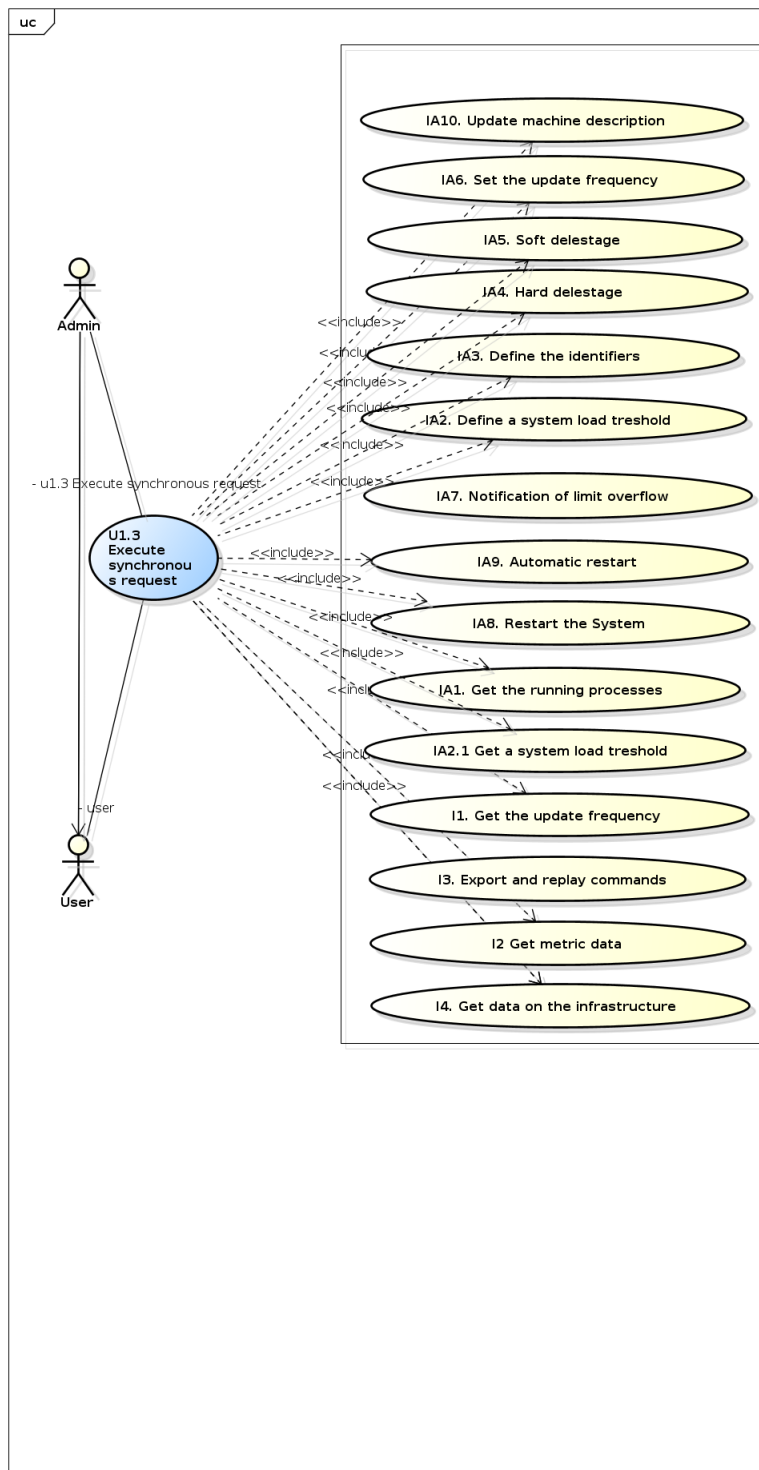 uc
IA10. Update machine description
IA6. Set the update frequency
IA5. Soft delestage
IA4. Hard delestage
IA3. Define the identifiers
IA2. Define a system load treshold
IA7. Notification of limit overflow
IA9. Automatic restart
IA8. Restart the System
IA1. Get the running processes
IA2.1 Get a system load treshold
I1. Get the update frequency
I3. Export and replay commands
I2 Get metric data
I4. Get data on the infrastructure
Admin
<<include>>
<<inclu
<<include>>
<<include>>
<<include>>
<<include>>
- u1.3 Execute synchronous request
U1.3
Execute
synchronou
s request
<<include>>
<<include>>
<<include>>
<<include>>
<<incl
<<inclu
<<include>>
- user
User